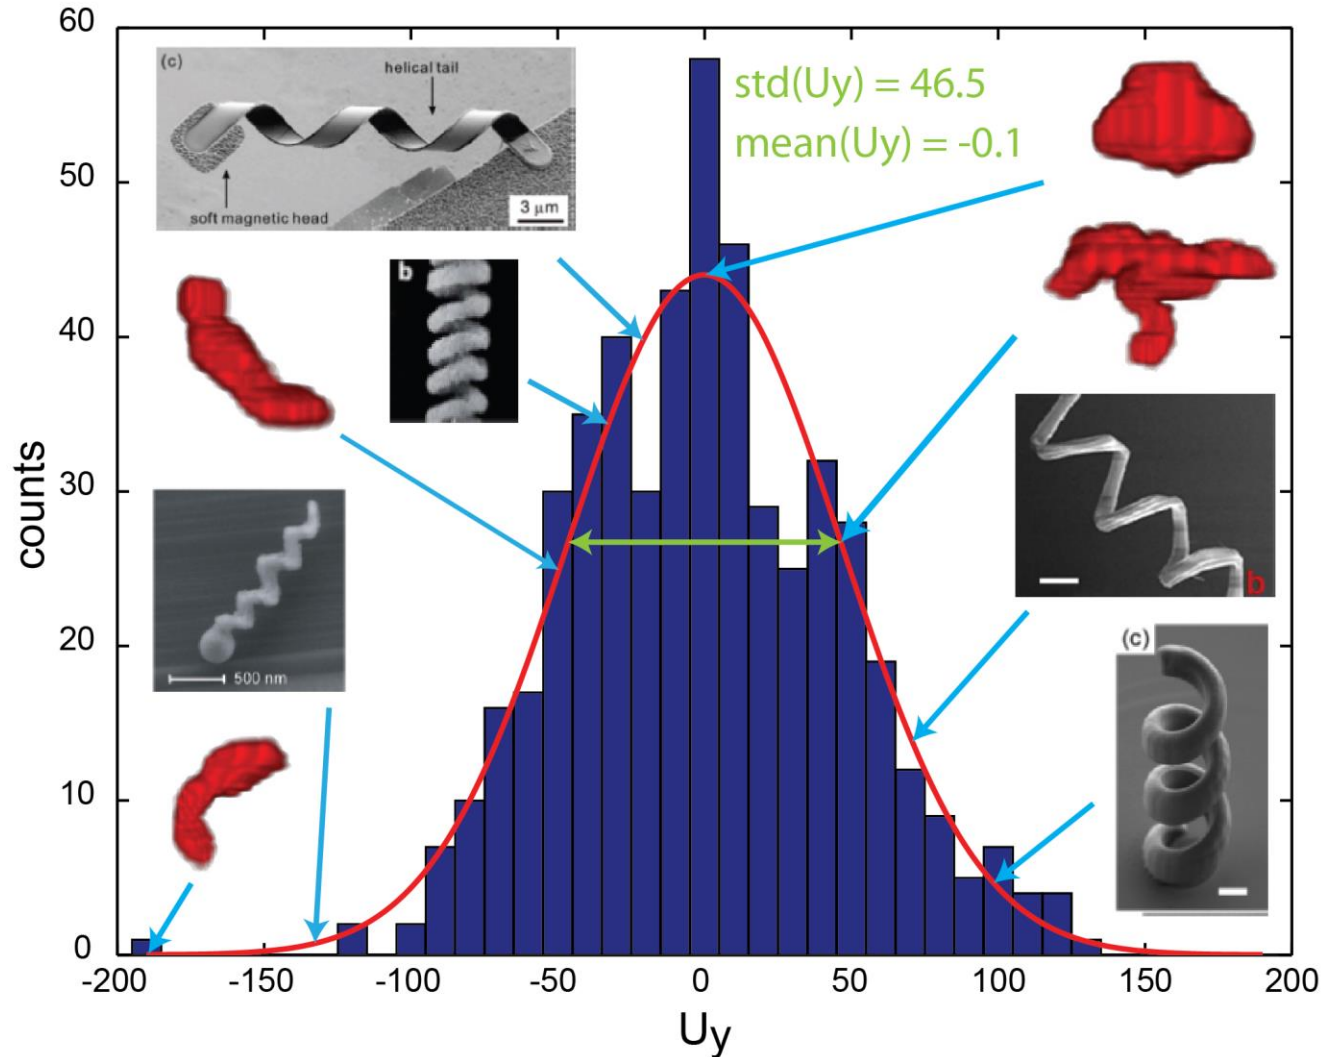 60
50
40
30
20
10
0
counts
-200
-150
-100
-50
0
50
100
150
200
Uy
std(Uy) = 46.5
mean(Uy) = -0.1
(c)
helical tail
soft magnetic head
3 μm
b
500 nm
b
(c)